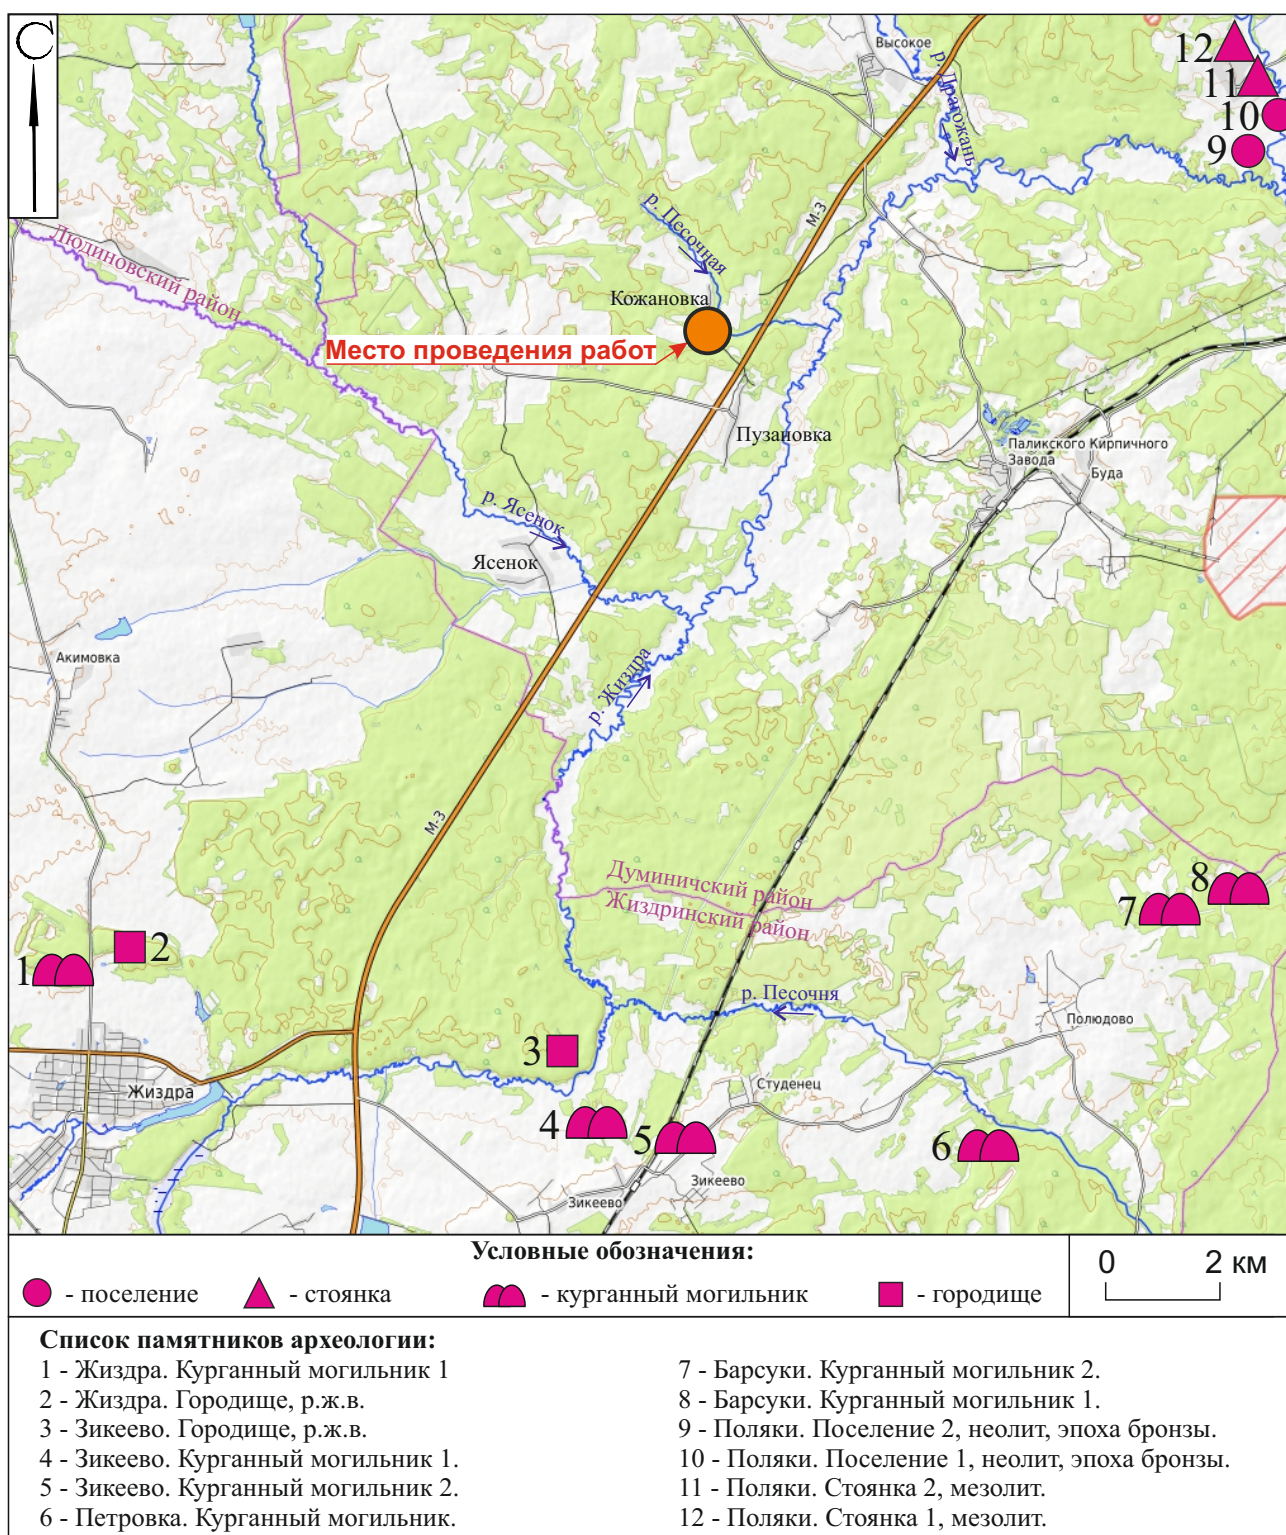 С
Высокое
р. Драгожань
12
11
10
9
р. Песочная
М-3
Людиновский район
Кожановка
Место проведения работ
Пузановка
Паликского Кирпичного
Завода
Буда
р. Ясенок
Ясенок
Акимовка
р. Жиздра
М-3
Думиничский район
Жиздринский район
8
7
1
2
р. Песочня
Полюдово
3
Жиздра
Студенец
4
5
6
Зикеево
Зикеево
Условные обозначения:
- поселение
- стоянка
- курганный могильник
- городище
0 2 км
Список памятников археологии:
1 - Жиздра. Курганный могильник 1
2 - Жиздра. Городище, р.ж.в.
3 - Зикеево. Городище, р.ж.в.
4 - Зикеево. Курганный могильник 1.
5 - Зикеево. Курганный могильник 2.
6 - Петровка. Курганный могильник.
7 - Барсуки. Курганный могильник 2.
8 - Барсуки. Курганный могильник 1.
9 - Поляки. Поселение 2, неолит, эпоха бронзы.
10 - Поляки. Поселение 1, неолит, эпоха бронзы.
11 - Поляки. Стоянка 2, мезолит.
12 - Поляки. Стоянка 1, мезолит.